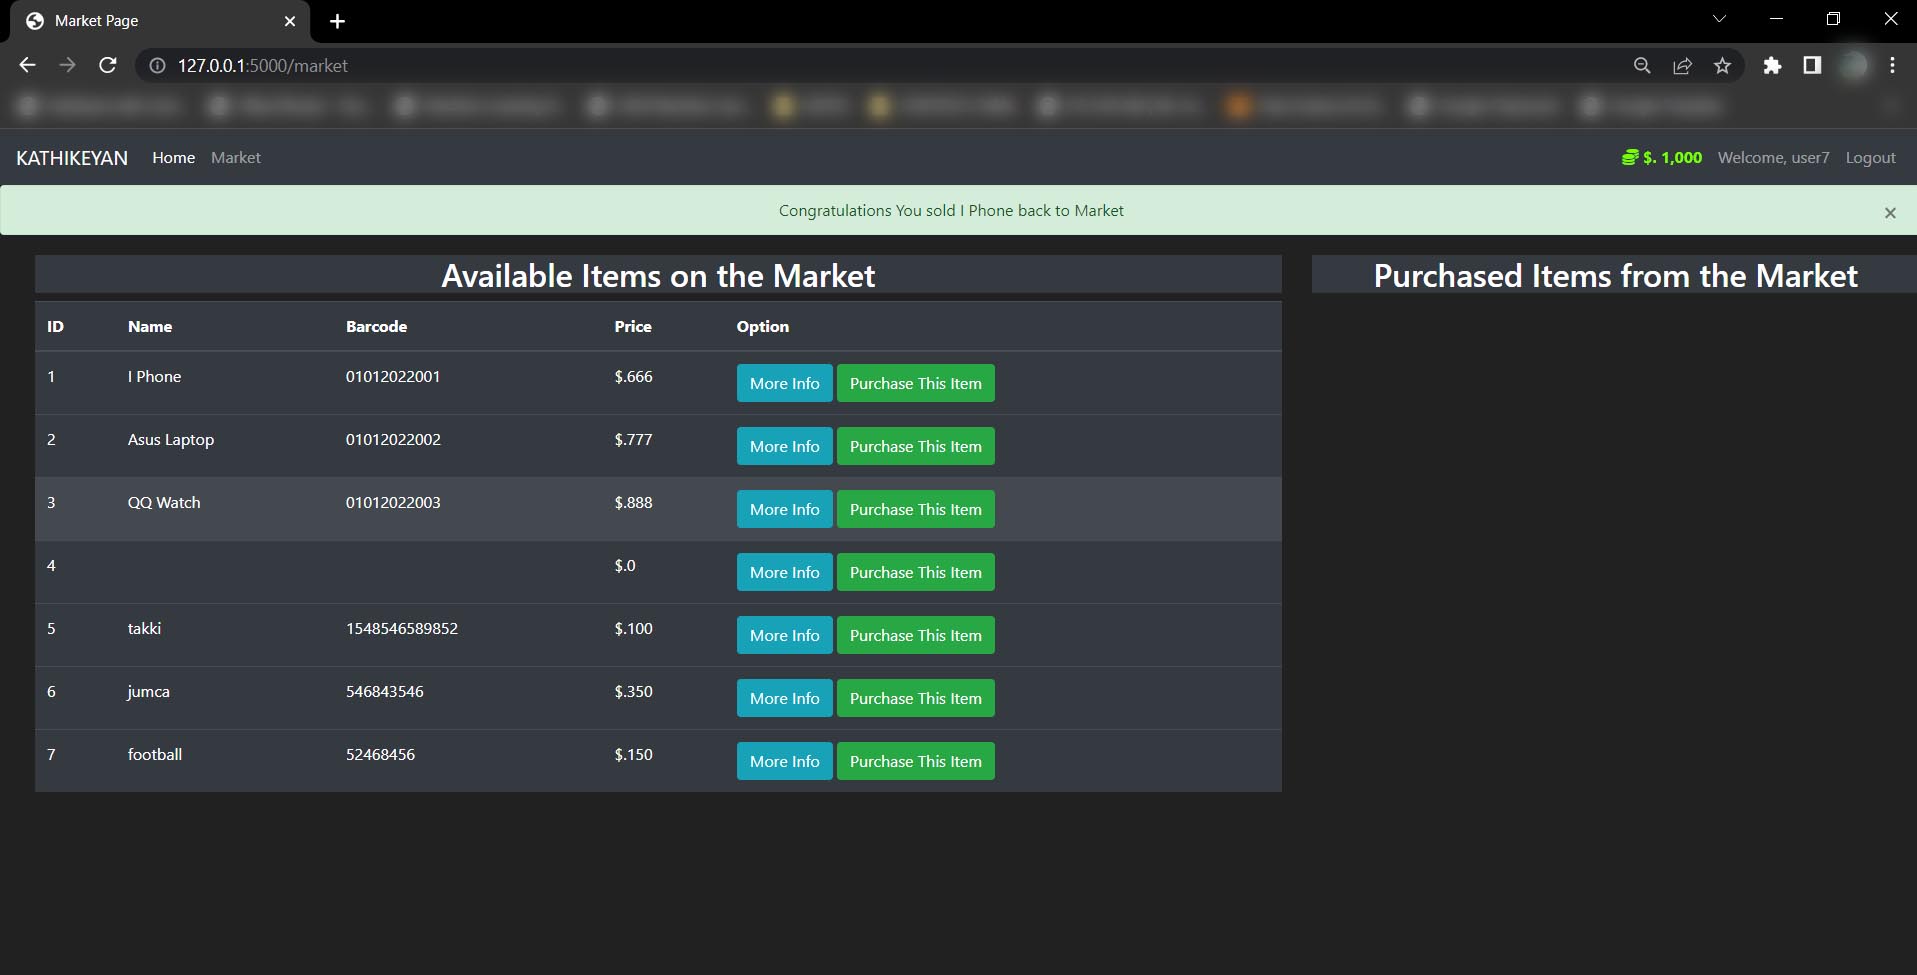 Market Page
127.0.0.1:5000/market
KATHIKEYAN Home Market $. 1,000 Welcome, user7 Logout
Congratulations You sold I Phone back to Market ×
Available Items on the Market
ID Name Barcode Price Option
1 I Phone 01012022001 $.666 More Info Purchase This Item
2 Asus Laptop 01012022002 $.777 More Info Purchase This Item
3 QQ Watch 01012022003 $.888 More Info Purchase This Item
4 $.0 More Info Purchase This Item
5 takki 1548546589852 $.100 More Info Purchase This Item
6 jumca 546843546 $.350 More Info Purchase This Item
7 football 52468456 $.150 More Info Purchase This Item
Purchased Items from the Market